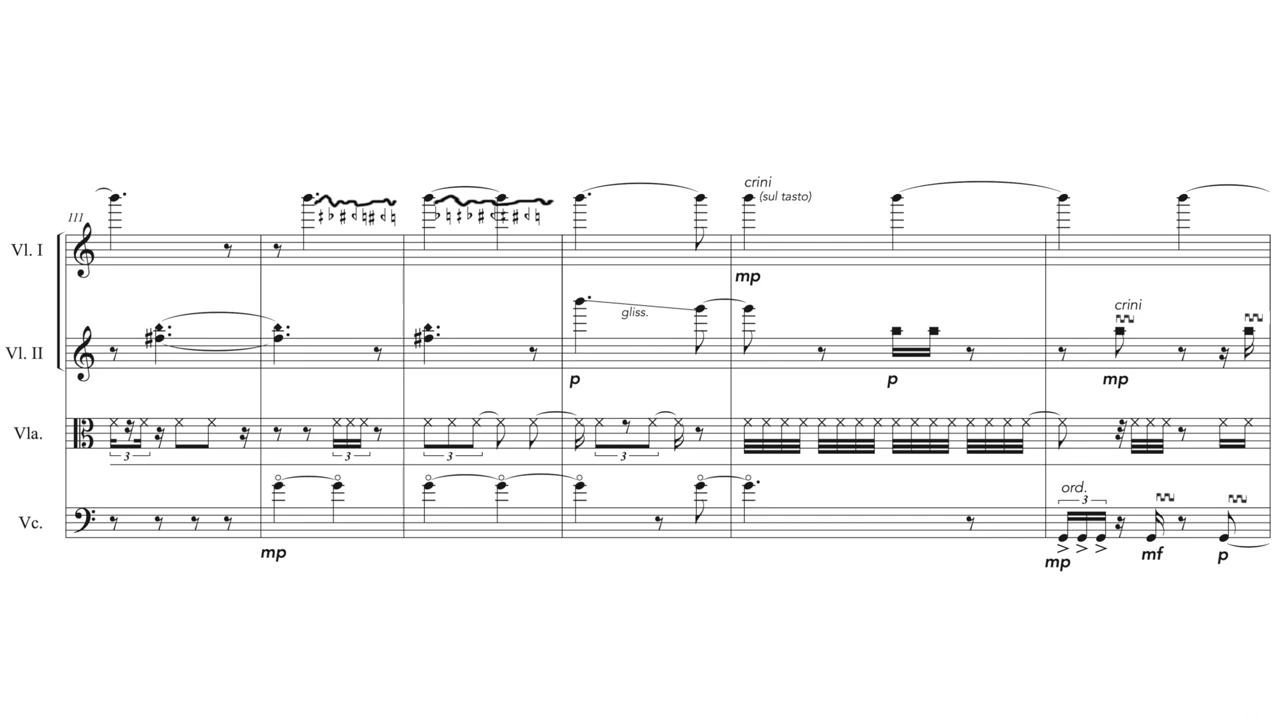 crini
(sul tasto)
111
Vl. I
mp
gliss.
crini
Vl. II
p
p
mp
Vla.
3
3
3
3
ord.
3
Vc.
mp
mp
mf
p